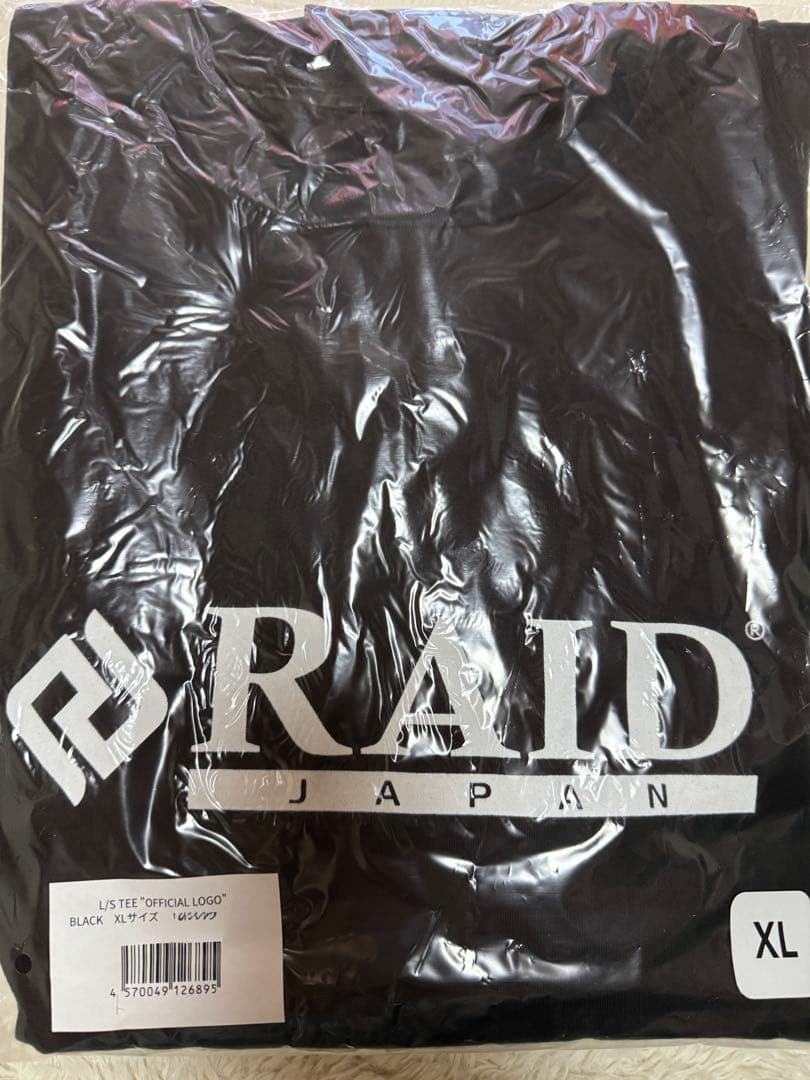 RAID®
JAPAN
L/S TEE "OFFICIAL LOGO"
BLACK XLサイズ
4 570049 126895
XL